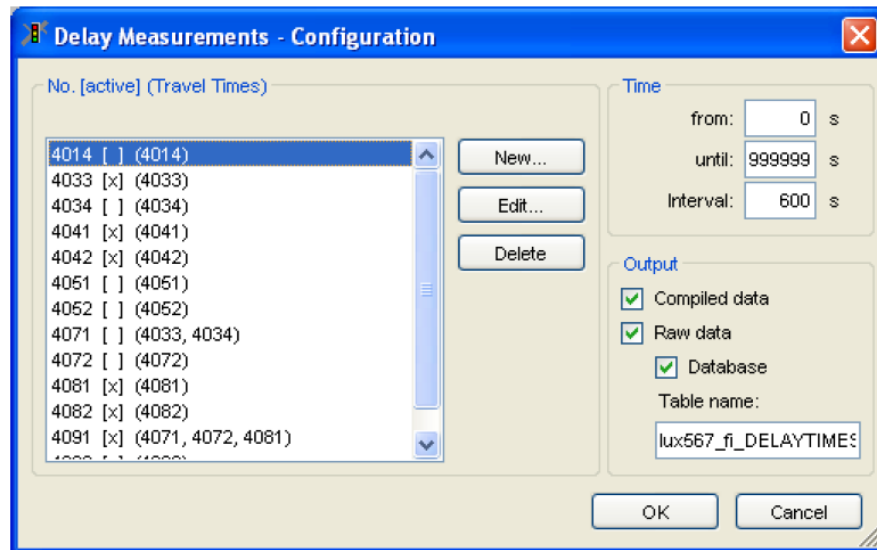 Delay Measurements - Configuration
No. [active] (Travel Times)
4014 [ ] (4014)
4033 [x] (4033)
4034 [ ] (4034)
4041 [x] (4041)
4042 [x] (4042)
4051 [ ] (4051)
4052 [ ] (4052)
4071 [ ] (4033, 4034)
4072 [ ] (4072)
4081 [x] (4081)
4082 [x] (4082)
4091 [x] (4071, 4072, 4081)
New...
Edit...
Delete
Time
from: 0 s
until: 999999 s
Interval: 600 s
Output
Compiled data
Raw data
Database
Table name:
lux567_fi_DELAYTIMES
OK
Cancel